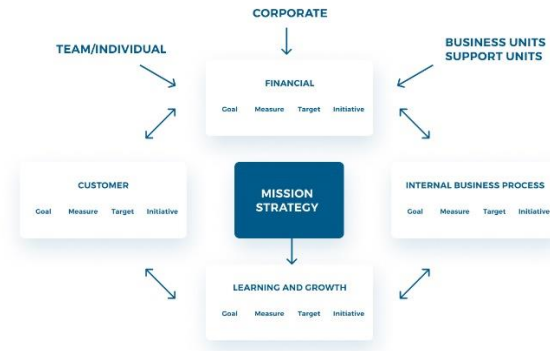 CORPORATE
TEAM/INDIVIDUAL
BUSINESS UNITS
SUPPORT UNITS
FINANCIAL
Goal Measure Target Initiative
CUSTOMER
Goal Measure Target Initiative
MISSION
STRATEGY
INTERNAL BUSINESS PROCESS
Goal Measure Target Initiative
LEARNING AND GROWTH
Goal Measure Target Initiative